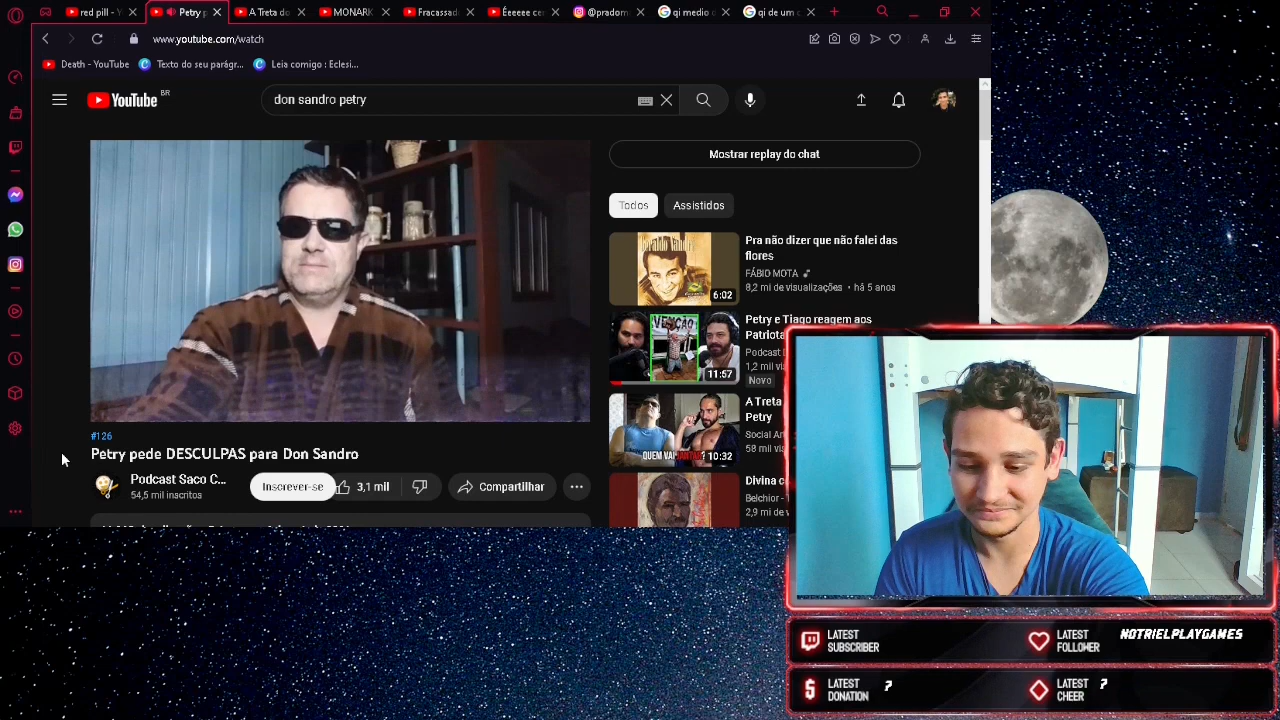 red pill - Y
Petry p
A Treta do
MONARK
Fracassad
Êeeeee ce
@pradom
qi medio d
qi de um c
www.youtube.com/watch
Death - YouTube
Texto do seu parágr...
Leia comigo : Eclesi...
YouTube BR
don sandro petry
Mostrar replay do chat
Todos
Assistidos
Pra não dizer que não falei das
flores
FÁBIO MOTA
8,2 mi de visualizações • há 5 anos
6:02
Petry e Tiago reagem aos
Patriota
Podcast
1,2 mil vi
Novo
11:57
A Treta
Petry
Social Ar
58 mil vi
QUEM VAI JANTAR?
10:32
Divina c
Belchior -
2,9 mi d
#126
Petry pede DESCULPAS para Don Sandro
Podcast Saco C...
54,5 mil inscritos
Inscrever-se
3,1 mil
Compartilhar
LATEST
SUBSCRIBER
LATEST
FOLLOWER
NOTRIELPLAYGAMES
LATEST
DONATION
?
LATEST
CHEER
?